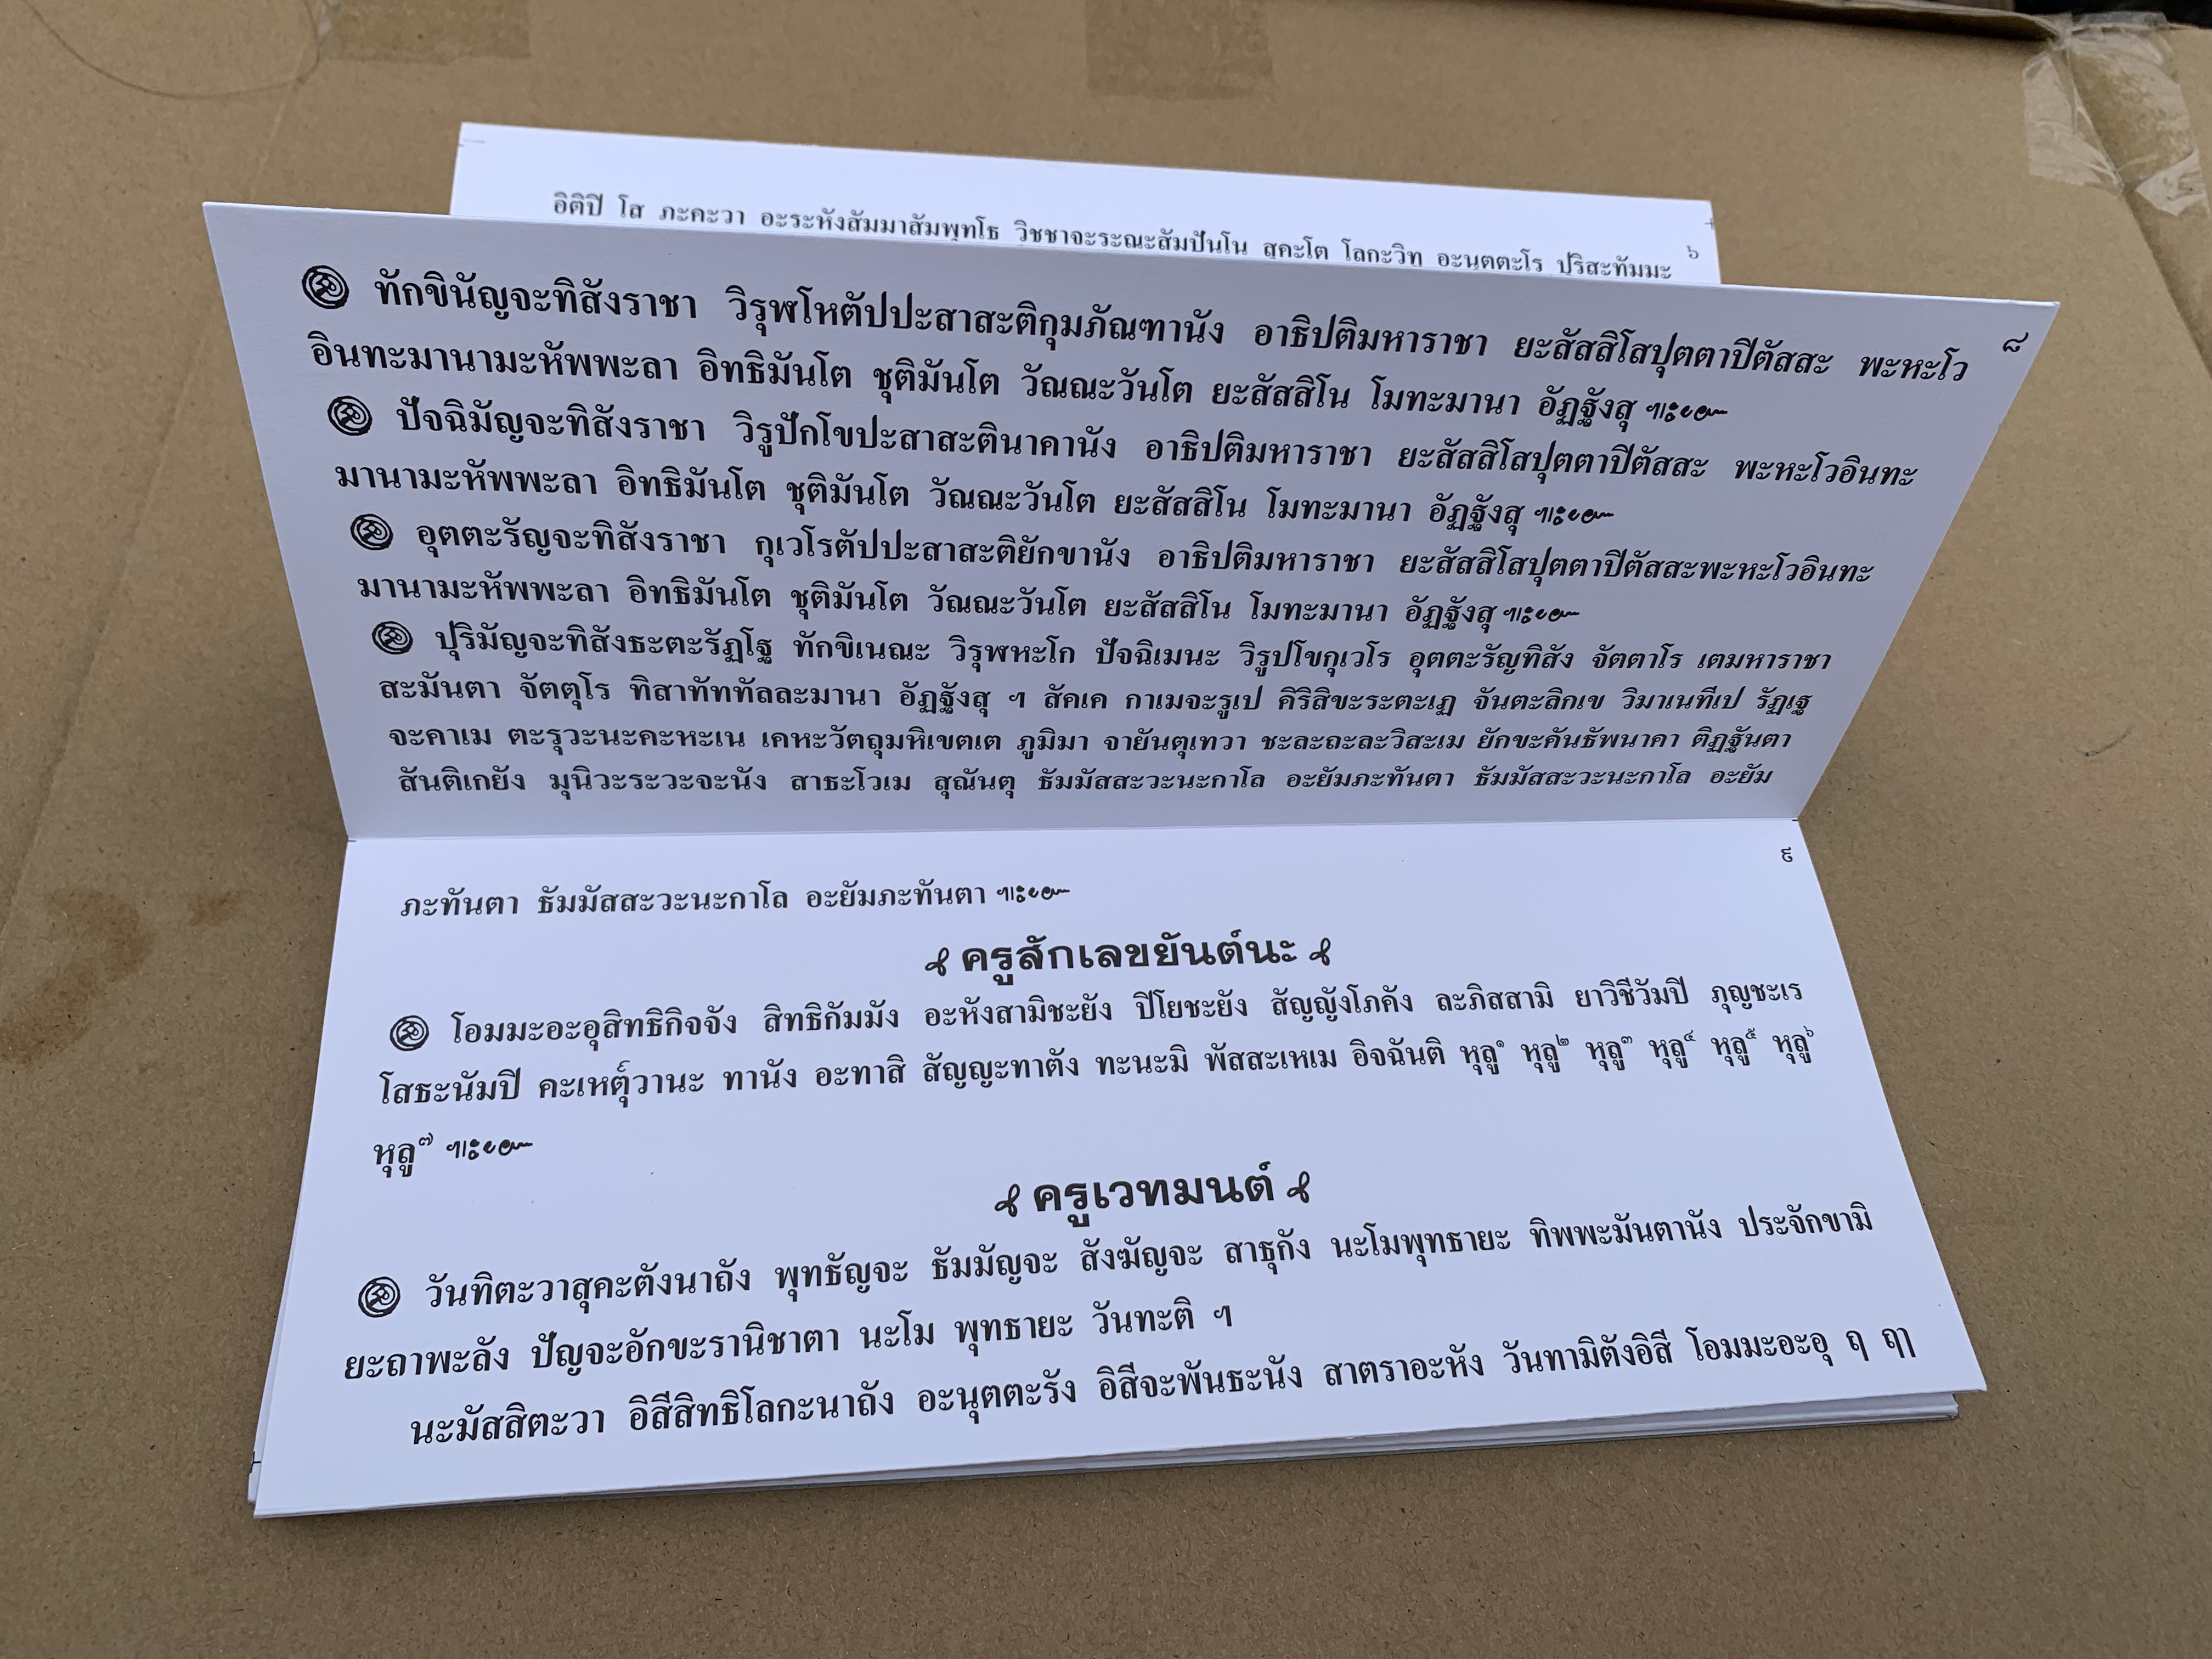 อิติปี โส ภะคะวา อะระหังสัมมาสัมพุทโธ วิชชาจะระณะสัมปันโน สุคะโต โลกะวิทู อะนุตตะโร ปุริสะทัมมะ
๖
๘
ทักขินัญจะทิสังราชา วิรุฬโหตัปปะสาสะติกุมภัณฑานัง อาธิปติมหาราชา ยะสัสสิโสปุตตาปีตัสสะ พะหะโว
อินทะมานามะหัพพะลา อิทธิมันโต ชุติมันโต วัณณะวันโต ยะสัสสิโน โมทะมานา อัฏฐังสุ ฯะ๛
ปัจฉิมัญจะทิสังราชา วิรูปักโขปะสาสะตินาคานัง อาธิปติมหาราชา ยะสัสสิโสปุตตาปีตัสสะ พะหะโวอินทะ
มานามะหัพพะลา อิทธิมันโต ชุติมันโต วัณณะวันโต ยะสัสสิโน โมทะมานา อัฏฐังสุ ฯะ๛
อุตตะรัญจะทิสังราชา กุเวโรตัปปะสาสะติยักขานัง อาธิปติมหาราชา ยะสัสสิโสปุตตาปีตัสสะพะหะโวอินทะ
มานามะหัพพะลา อิทธิมันโต ชุติมันโต วัณณะวันโต ยะสัสสิโน โมทะมานา อัฏฐังสุ ฯะ๛
ปุริมัญจะทิสังธะตะรัฏโฐ ทักขิเนณะ วิรุฬหะโก ปัจฉิเมนะ วิรูปโขกุเวโร อุตตะรัญทิสัง จัตตาโร เตมหาราชา
สะมันตา จัตตุโร ทิสาทัททัลละมานา อัฏฐังสุ ฯ สัคเค กาเมจะรูเป คิริสิขะระตะเฏ จันตะลิกเข วิมาเนทีเป รัฏเฐ
จะคาเม ตะรุวะนะคะหะเน เคหะวัตถุมหิเขตเต ภูมิมา จายันตุเทวา ชะละถะละวิสะเม ยักขะคันธัพนาคา ติฏฐันตา
สันติเกยัง มุนิวะระวะจะนัง สาธะโวเม สุณันตุ ธัมมัสสะวะนะกาโล อะยัมภะทันตา ธัมมัสสะวะนะกาโล อะยัม
๙
ภะทันตา ธัมมัสสะวะนะกาโล อะยัมภะทันตา ฯะ๛
ครูสักเลขยันต์นะ
โอมมะอะอุสิทธิกิจจัง สิทธิกัมมัง อะหังสามิชะยัง ปิโยชะยัง สัญญังโภคัง ละภิสสามิ ยาวิชีวัมปี ภุญชะเร
โสธะนัมปี คะเหตุ์วานะ ทานัง อะทาสิ สัญญะทาตัง ทะนะมิ พัสสะเหเม อิจฉันติ หุลู๑ หุลู๒ หุลู๓ หุลู๔ หุลู๕ หุลู๖
หุลู๗ ฯะ๛
ครูเวทมนต์
วันทิตะวาสุคะตังนาถัง พุทธัญจะ ธัมมัญจะ สังฆัญจะ สาธุกัง นะโมพุทธายะ ทิพพะมันตานัง ประจักขามิ
ยะถาพะลัง ปัญจะอักขะรานิชาตา นะโม พุทธายะ วันทะติ ฯ
นะมัสสิตะวา อิสีสิทธิโลกะนาถัง อะนุตตะรัง อิสีจะพันธะนัง สาตราอะหัง วันทามิตังอิสี โอมมะอะอุ ฤ ฤๅ